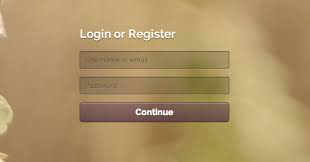 Login or Register
Username or email
Password
Continue